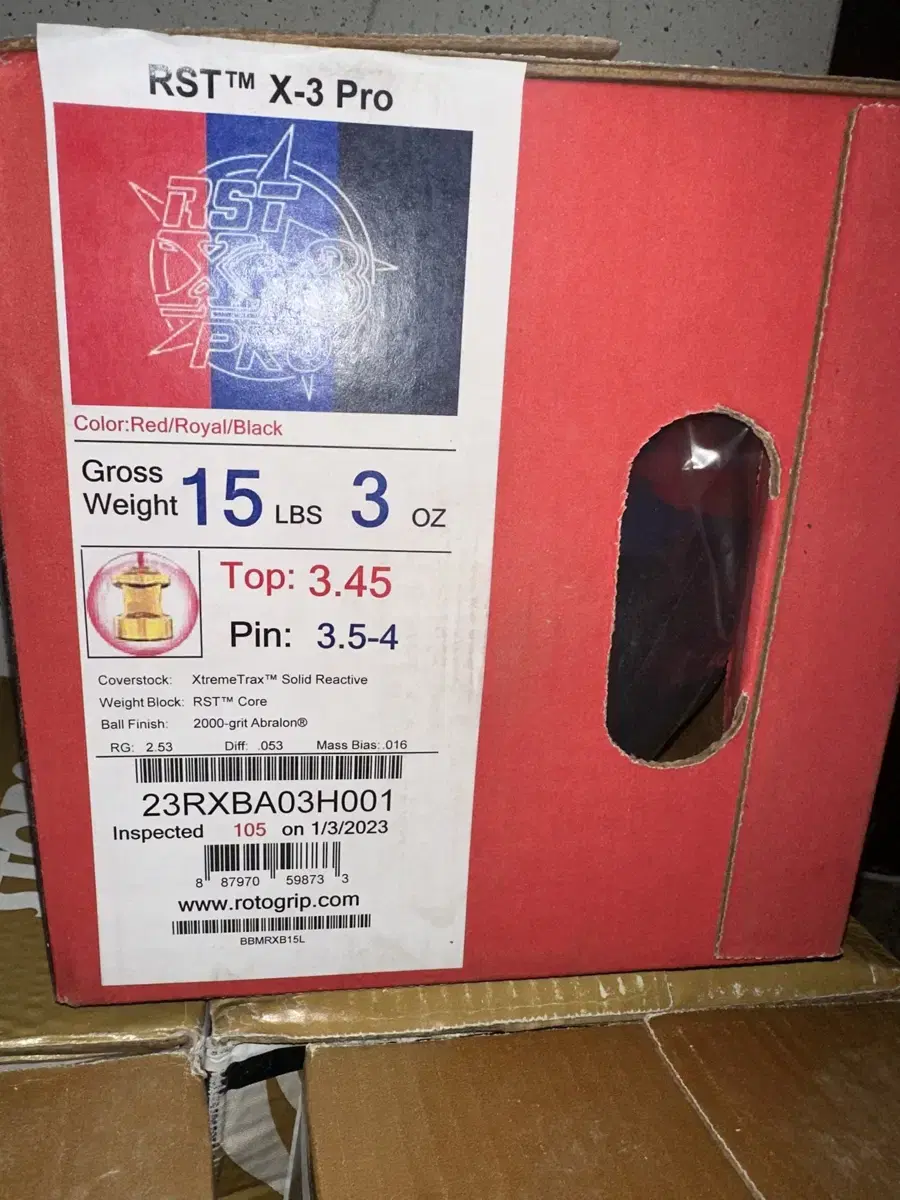 RST™ X-3 Pro
RST
X-3
PRO
Color:Red/Royal/Black
Gross
Weight 15 LBS 3 OZ
Top: 3.45
Pin: 3.5-4
Coverstock: XtremeTrax™ Solid Reactive
Weight Block: RST™ Core
Ball Finish: 2000-grit Abralon®
RG: 2.53 Diff: .053 Mass Bias: .016
23RXBA03H001
Inspected 105 on 1/3/2023
8 87970 59873 3
www.rotogrip.com
BBMRXB15L